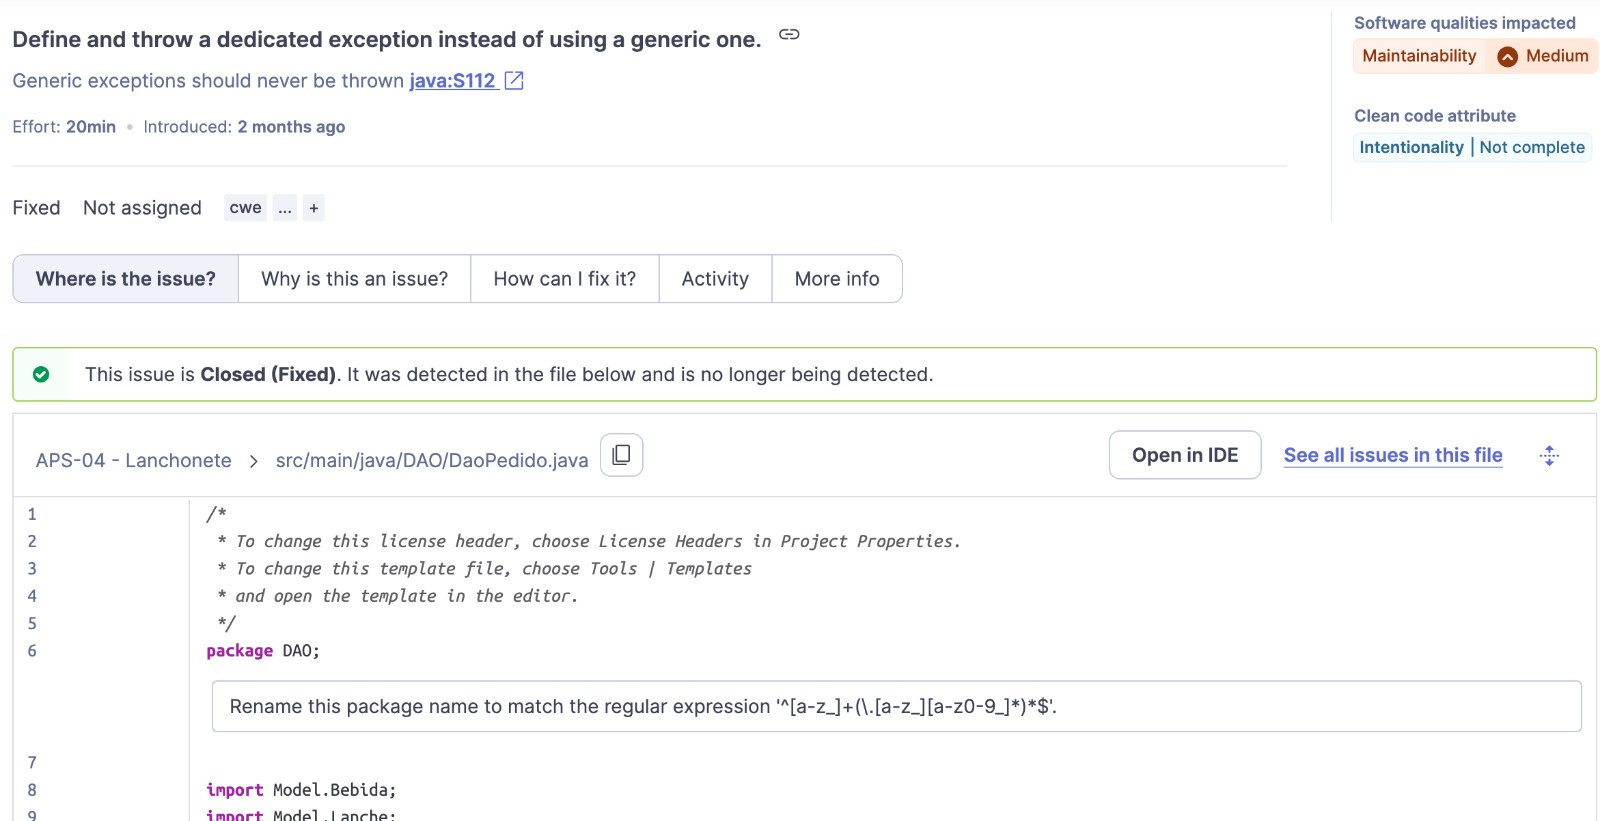 Define and throw a dedicated exception instead of using a generic one.
Generic exceptions should never be thrown java:S112
Effort: 20min • Introduced: 2 months ago
Software qualities impacted
Maintainability Medium
Clean code attribute
Intentionality | Not complete
Fixed Not assigned cwe ... +
Where is the issue? Why is this an issue? How can I fix it? Activity More info
This issue is Closed (Fixed). It was detected in the file below and is no longer being detected.
APS-04 - Lanchonete > src/main/java/DAO/DaoPedido.java Open in IDE See all issues in this file
1 /*
2  * To change this license header, choose License Headers in Project Properties.
3  * To change this template file, choose Tools | Templates
4  * and open the template in the editor.
5  */
6 package DAO;
Rename this package name to match the regular expression '^[a-z_]+(\.[a-z_][a-z0-9_]*)*$'.
7
8 import Model.Bebida;
9 import Model.Lanche;